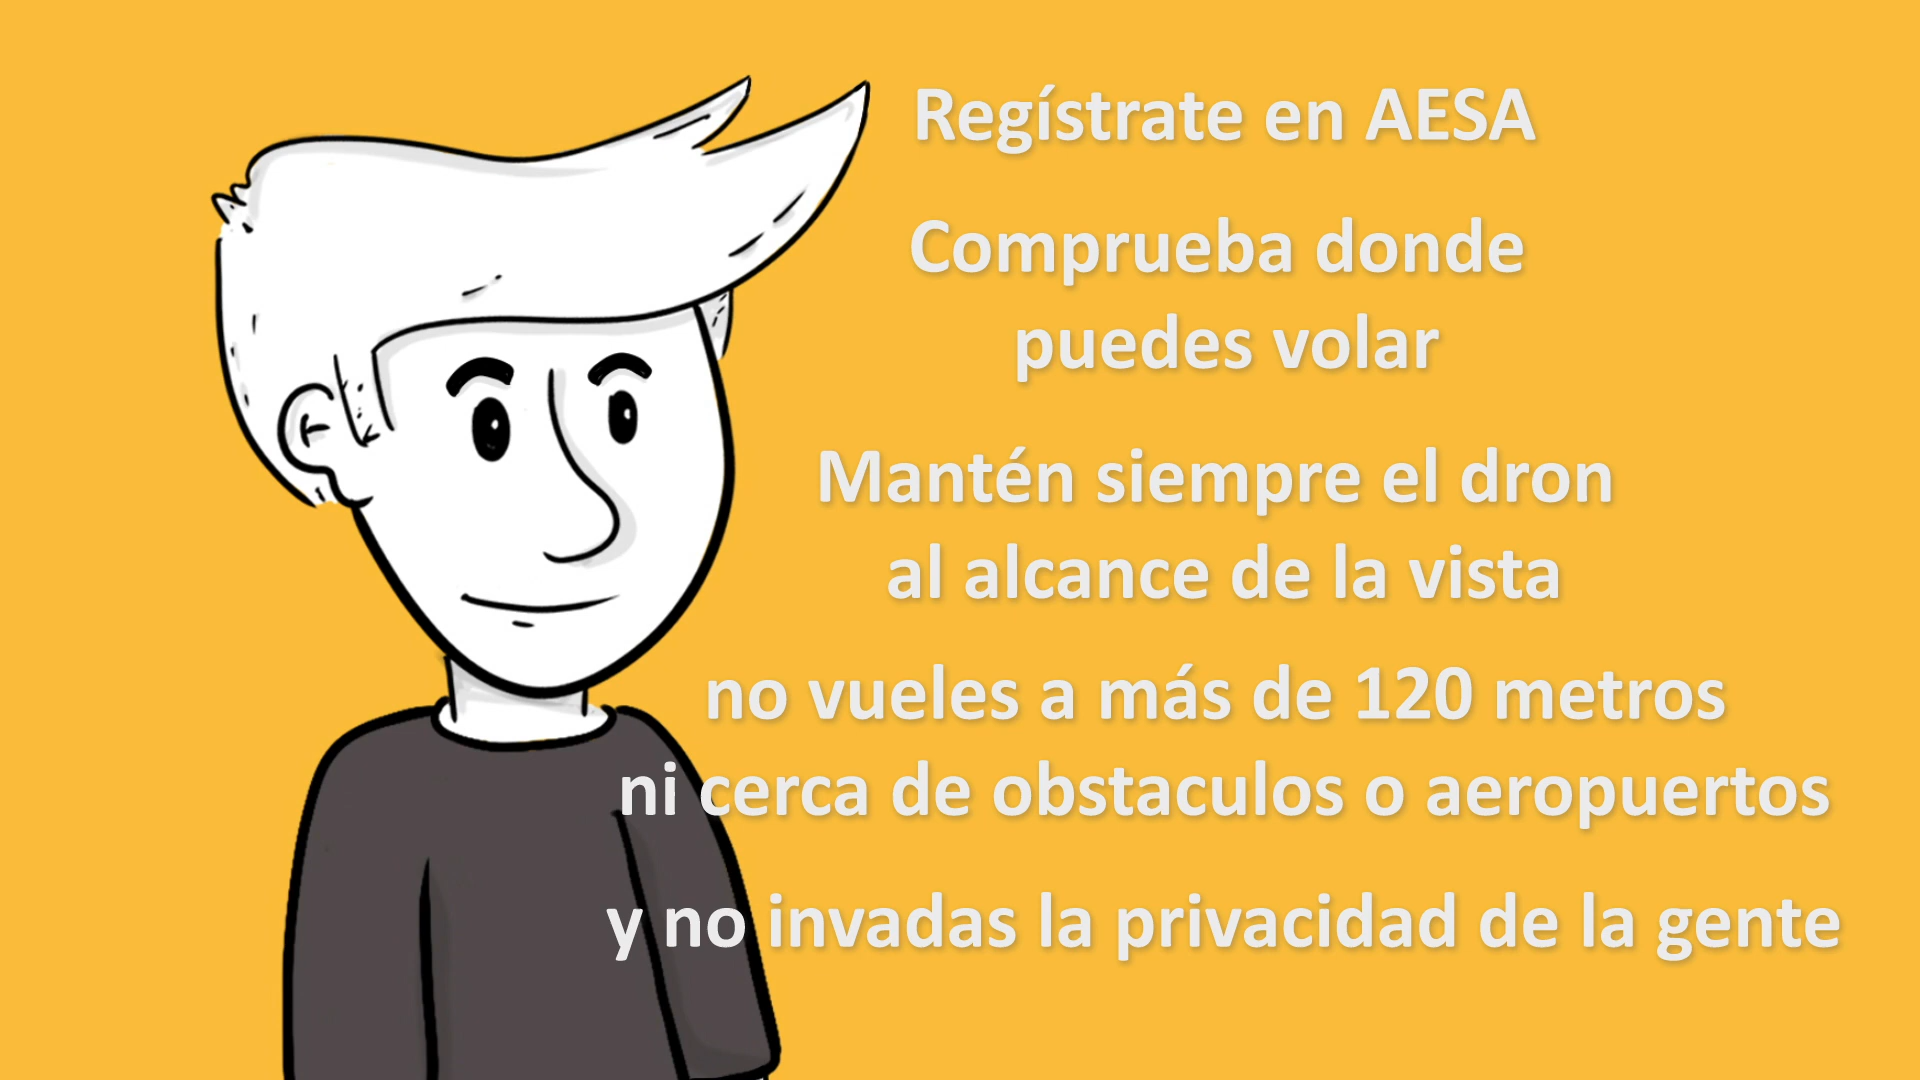 Regístrate en AESA
Comprueba donde
puedes volar
Mantén siempre el dron
al alcance de la vista
no vueles a más de 120 metros
ni cerca de obstaculos o aeropuertos
y no invadas la privacidad de la gente